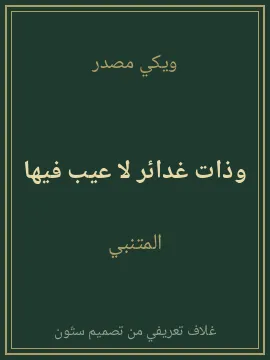 ويكي مصدر
وذات غدائر لا عيب فيها
المتنبي
غلاف تعريفي من تصميم سثون